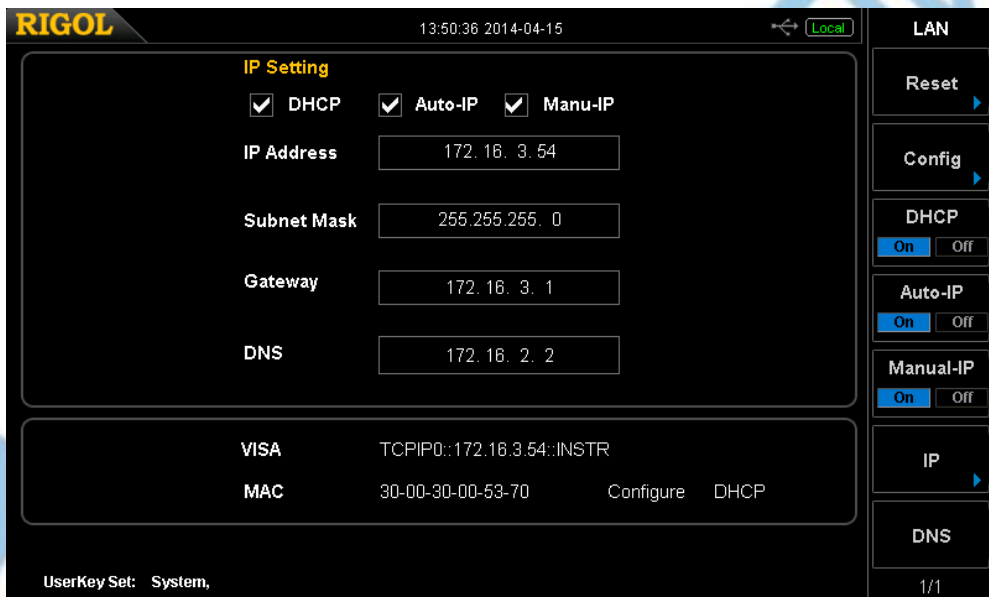 RIGOL 13:50:36 2014-04-15 Local LAN
IP Setting
DHCP Auto-IP Manu-IP
IP Address 172. 16. 3. 54
Subnet Mask 255.255.255. 0
Gateway 172. 16. 3. 1
DNS 172. 16. 2. 2
VISA TCPIP0::172.16.3.54::INSTR
MAC 30-00-30-00-53-70 Configure DHCP
UserKey Set: System,
Reset
Config
DHCP
On Off
Auto-IP
On Off
Manual-IP
On Off
IP
DNS
1/1